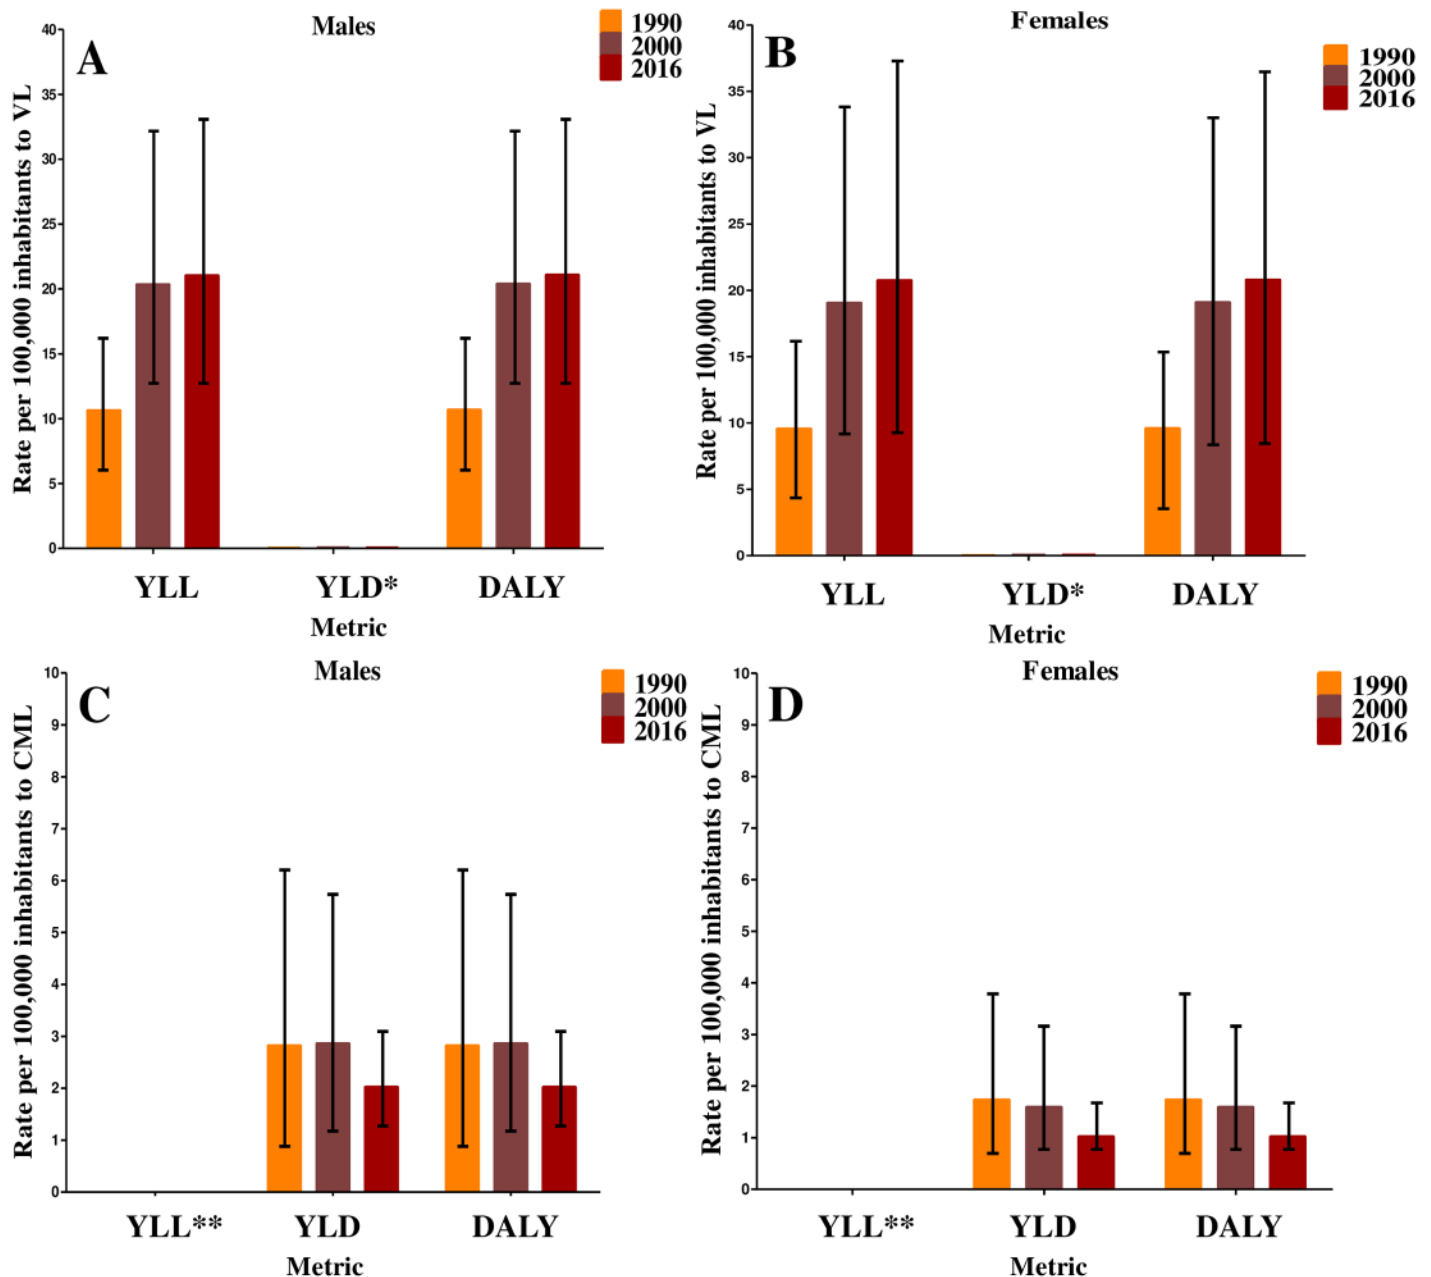 Males
A
1990
2000
2016
Rate per 100,000 inhabitants to VL
40
35
30
25
20
15
10
5
0
YLL YLD* DALY
Metric
Females
B
1990
2000
2016
Rate per 100,000 inhabitants to VL
40
35
30
25
20
15
10
5
0
YLL YLD* DALY
Metric
Males
C
1990
2000
2016
Rate per 100,000 inhabitants to CML
10
9
8
7
6
5
4
3
2
1
0
YLL** YLD DALY
Metric
Females
D
1990
2000
2016
Rate per 100,000 inhabitants to CML
10
9
8
7
6
5
4
3
2
1
0
YLL** YLD DALY
Metric